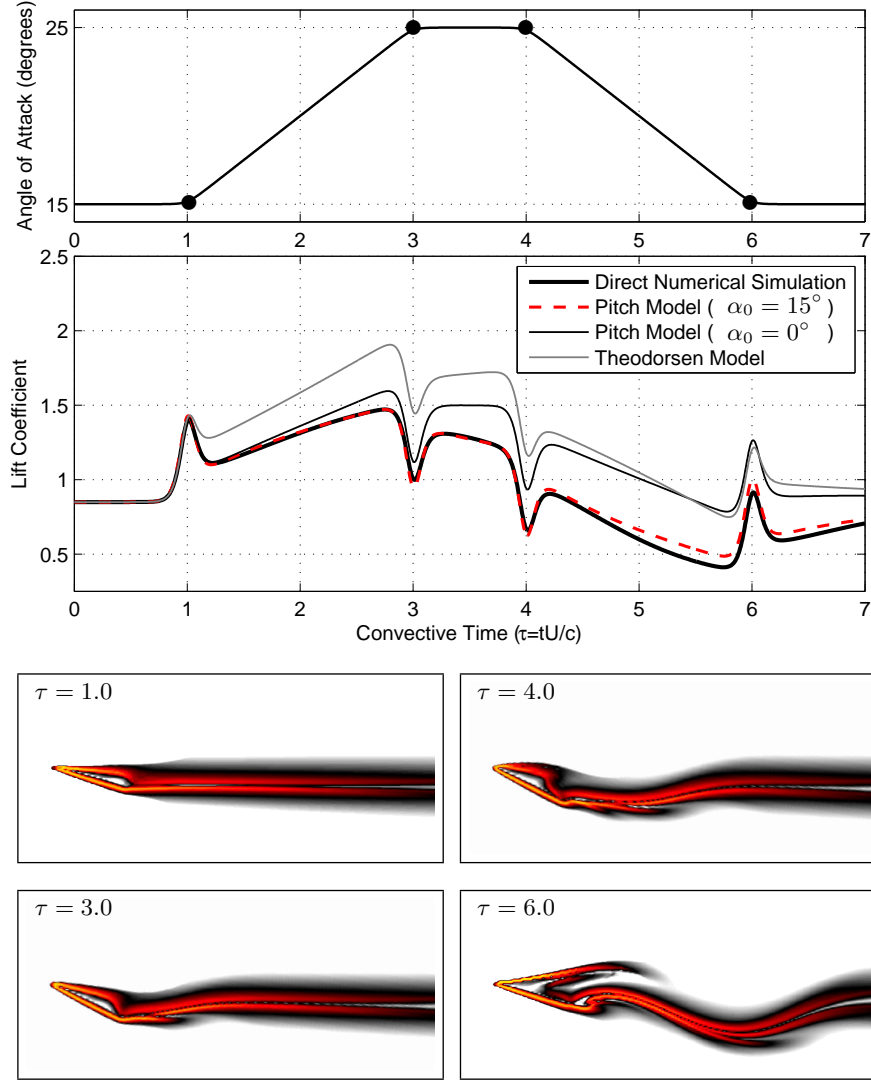 Angle of Attack (degrees)
25
15
0 1 2 3 4 5 6 7
Lift Coefficient
2.5
2
1.5
1
0.5
Direct Numerical Simulation
Pitch Model ( α₀ = 15° )
Pitch Model ( α₀ = 0° )
Theodorsen Model
0 1 2 3 4 5 6 7
Convective Time (τ=tU/c)
τ = 1.0
τ = 4.0
τ = 3.0
τ = 6.0